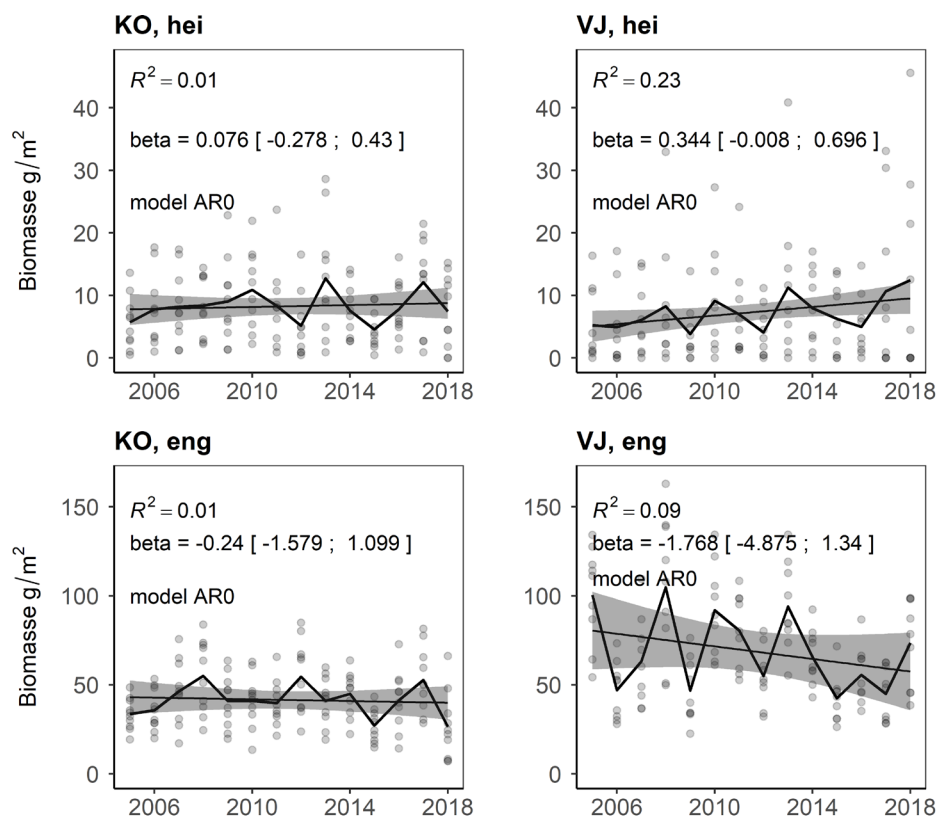 KO, hei
R² = 0.01
beta = 0.076 [ -0.278 ; 0.43 ]
model AR0
Biomasse g/m²
40
30
20
10
0
2006 2010 2014 2018
VJ, hei
R² = 0.23
beta = 0.344 [ -0.008 ; 0.696 ]
model AR0
40
30
20
10
0
2006 2010 2014 2018
KO, eng
R² = 0.01
beta = -0.24 [ -1.579 ; 1.099 ]
model AR0
Biomasse g/m²
150
100
50
0
2006 2010 2014 2018
VJ, eng
R² = 0.09
beta = -1.768 [ -4.875 ; 1.34 ]
model AR0
150
100
50
0
2006 2010 2014 2018